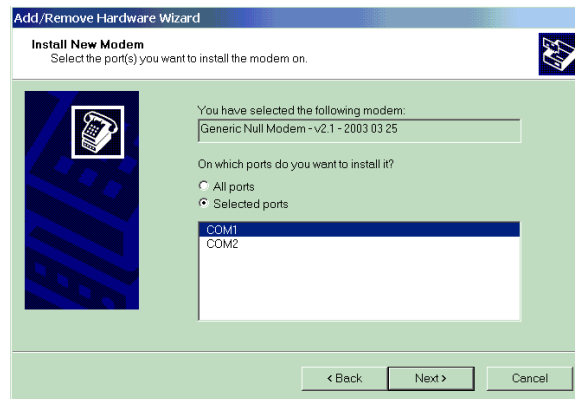 Add/Remove Hardware Wizard
Install New Modem
Select the port(s) you want to install the modem on.
You have selected the following modem:
Generic Null Modem - v2.1 - 2003 03 25
On which ports do you want to install it?
All ports
Selected ports
COM1
COM2
< Back Next > Cancel